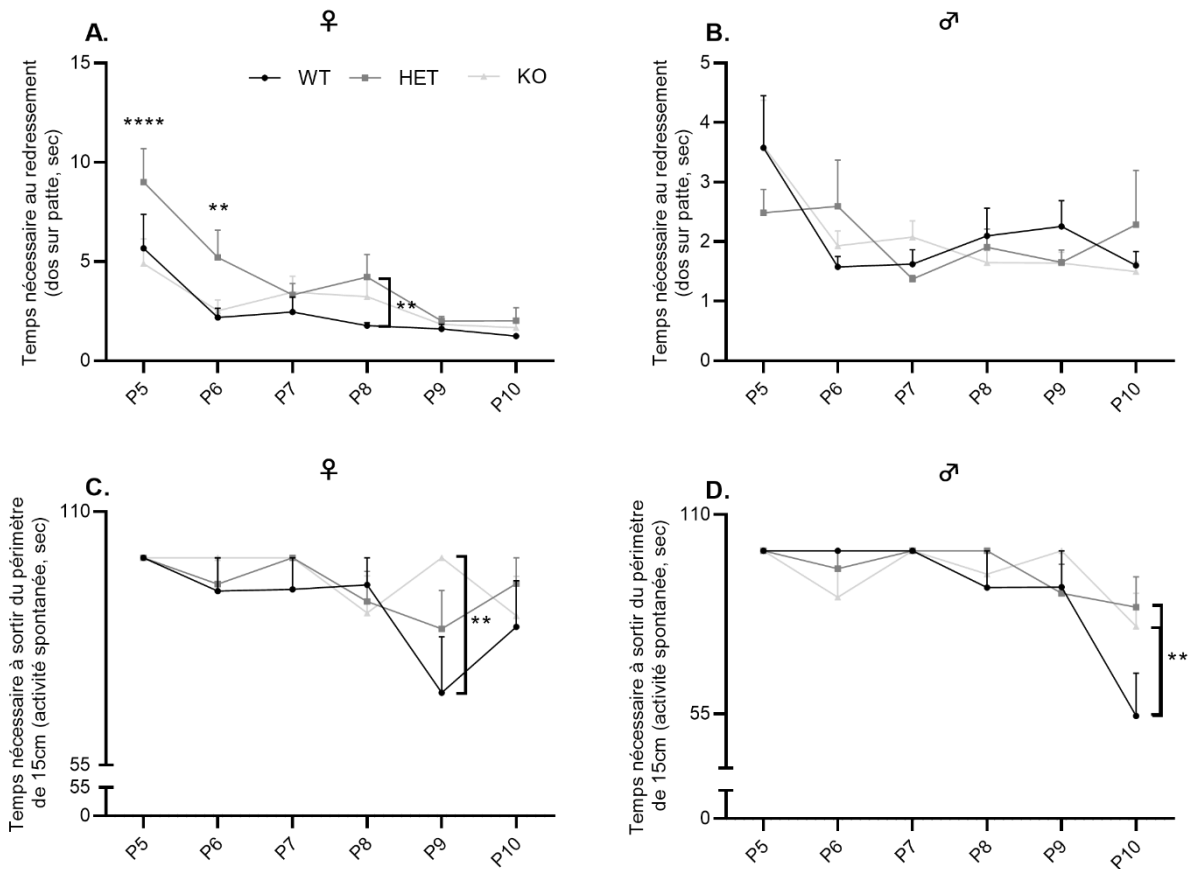 A.
♀
Temps nécessaire au redressement
(dos sur patte, sec)
15
10
5
0
WT
HET
KO
****
**
**
P5
P6
P7
P8
P9
P10
B.
♂
Temps nécessaire au redressement
(dos sur patte, sec)
5
4
3
2
1
0
P5
P6
P7
P8
P9
P10
C.
♀
Temps nécessaire à sortir du périmètre
de 15cm (activité spontanée, sec)
110
55
55
0
**
P5
P6
P7
P8
P9
P10
D.
♂
Temps nécessaire à sortir du périmètre
de 15cm (activité spontanée, sec)
110
55
0
**
P5
P6
P7
P8
P9
P10